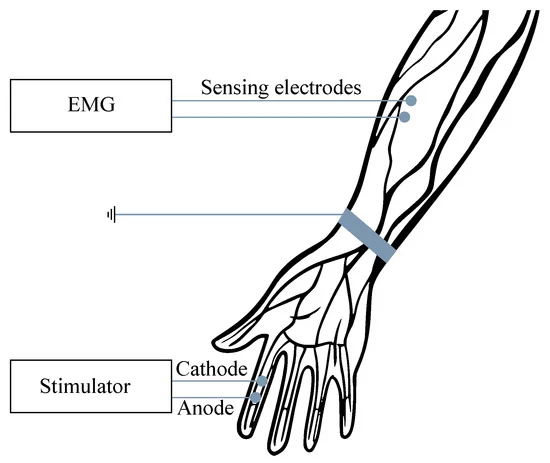 Sensing electrodes
EMG
Cathode
Stimulator
Anode